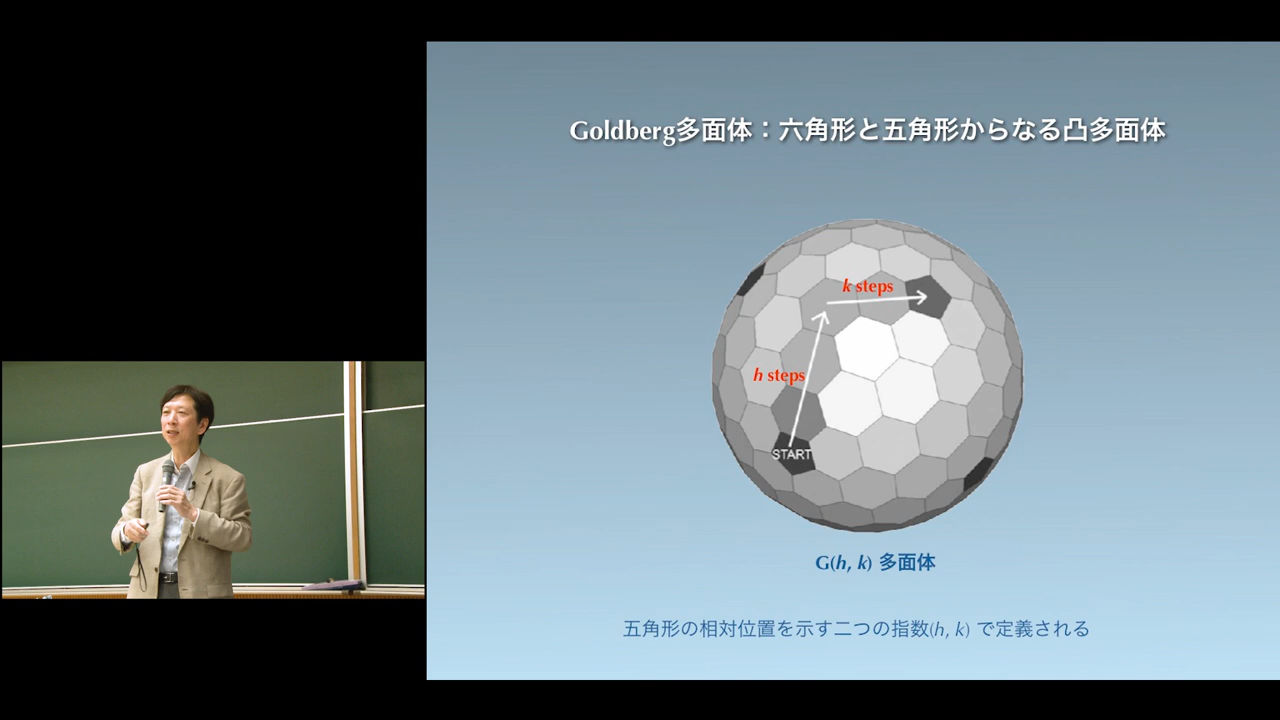 Goldberg多面体：六角形と五角形からなる凸多面体
k steps
h steps
START
G(h, k) 多面体
五角形の相対位置を示す二つの指数(h, k) で定義される